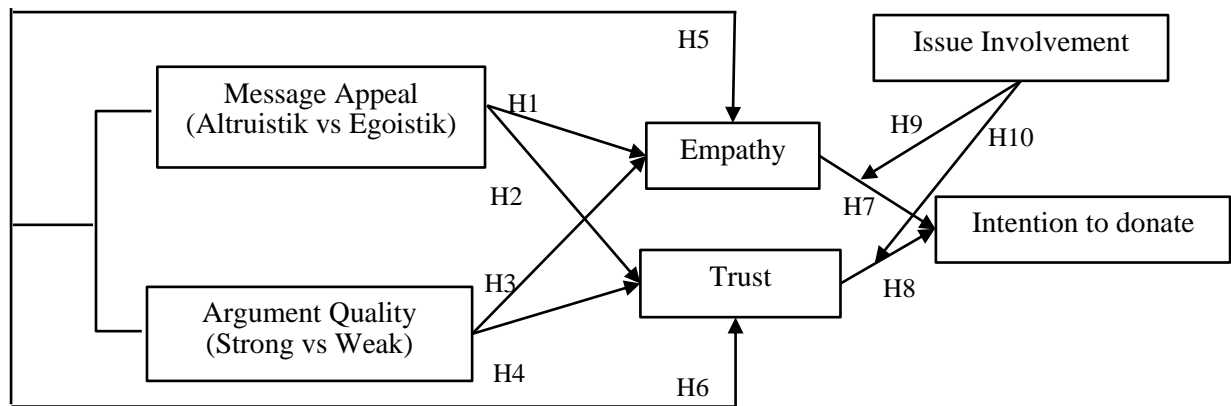 H5
Issue Involvement
Message Appeal
(Altruistik vs Egoistik)
H1
H9
H10
Empathy
H2
H7
Intention to donate
H3
Trust
H8
Argument Quality
(Strong vs Weak)
H4
H6